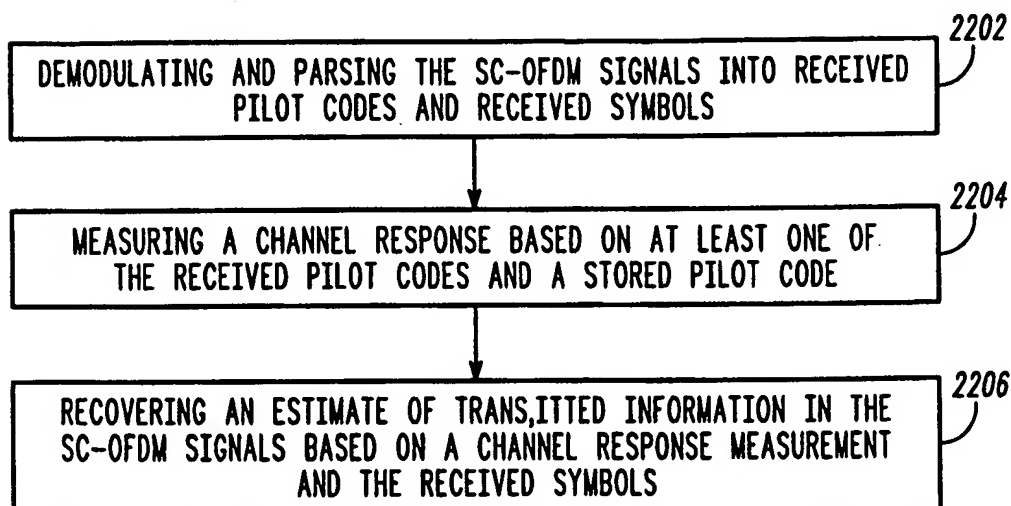 2202
DEMODULATING AND PARSING THE SC-OFDM SIGNALS INTO RECEIVED
PILOT CODES AND RECEIVED SYMBOLS
2204
MEASURING A CHANNEL RESPONSE BASED ON AT LEAST ONE OF
THE RECEIVED PILOT CODES AND A STORED PILOT CODE
2206
RECOVERING AN ESTIMATE OF TRANS,ITTED INFORMATION IN THE
SC-OFDM SIGNALS BASED ON A CHANNEL RESPONSE MEASUREMENT
AND THE RECEIVED SYMBOLS